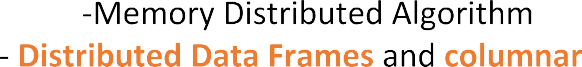 -Memory Distributed Algorithm
- Distributed Data Frames and columnar